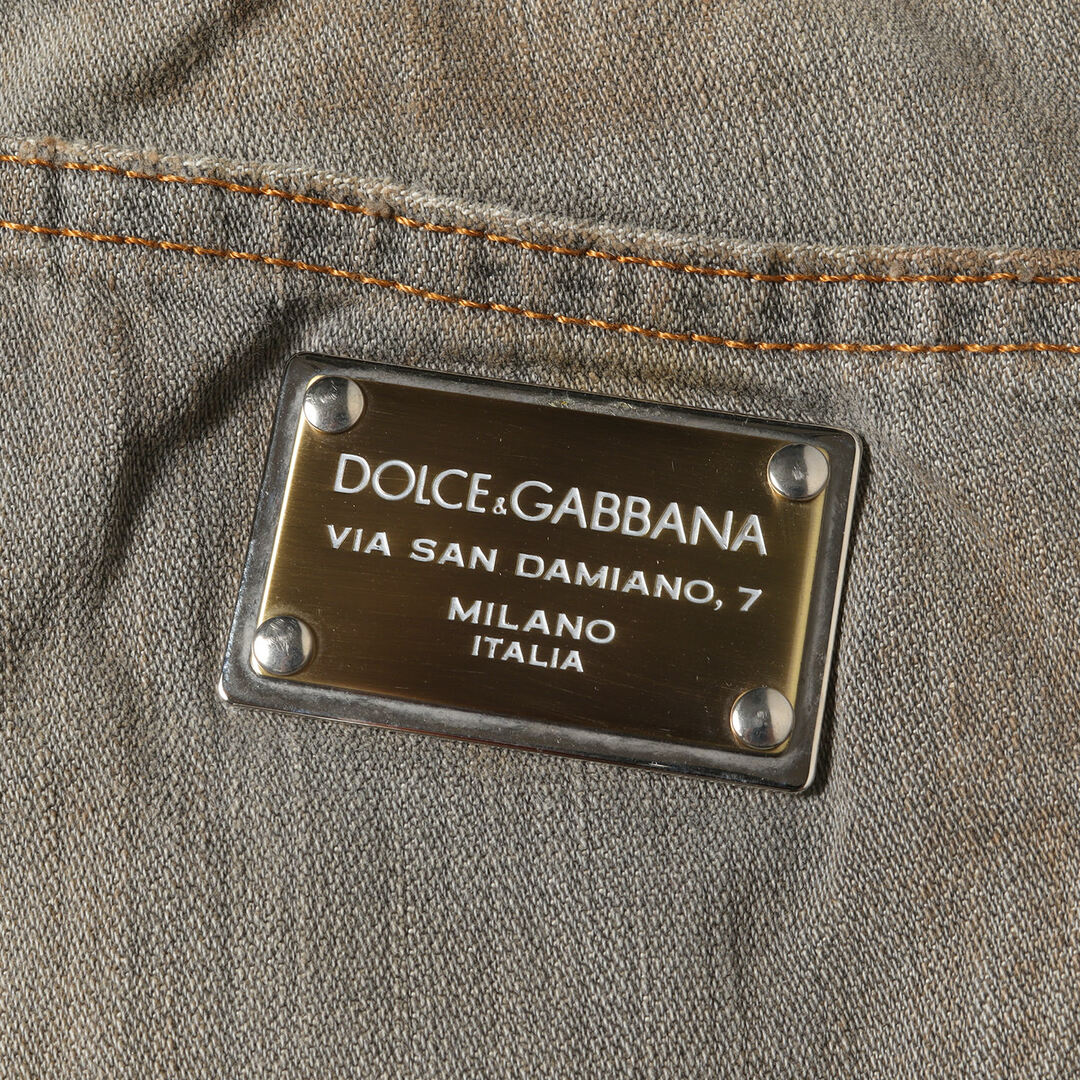 DOLCE&GABBANA
VIA SAN DAMIANO, 7
MILANO
ITALIA